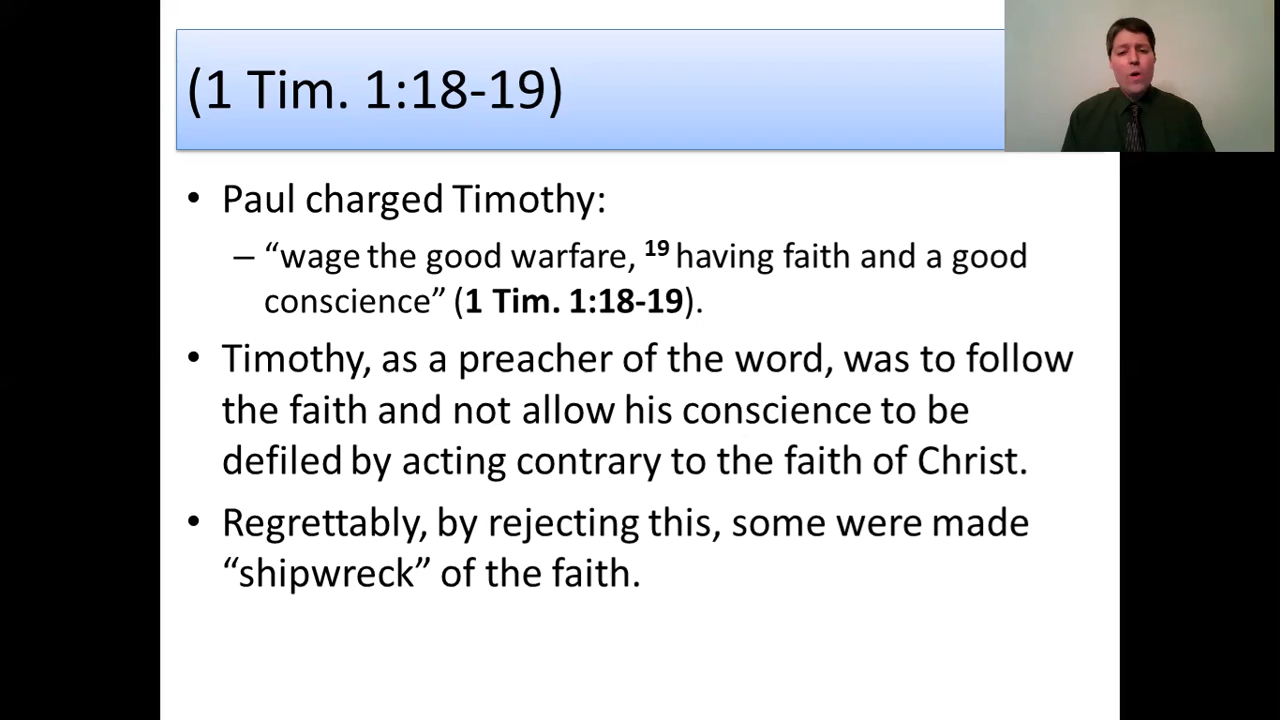 (1 Tim. 1:18-19)
• Paul charged Timothy:
– “wage the good warfare, 19 having faith and a good
conscience” (1 Tim. 1:18-19).
• Timothy, as a preacher of the word, was to follow
the faith and not allow his conscience to be
defiled by acting contrary to the faith of Christ.
• Regrettably, by rejecting this, some were made
“shipwreck” of the faith.